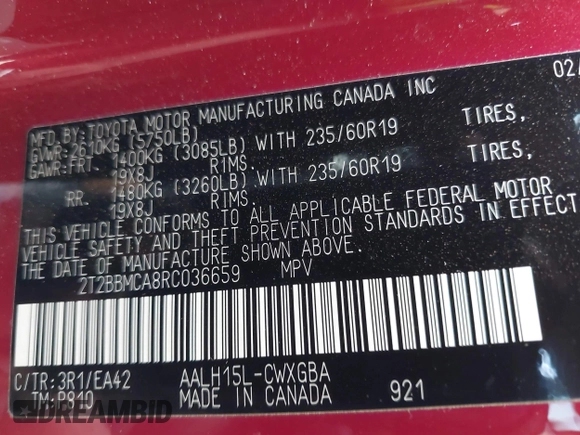 MFD.BY:TOYOTA MOTOR MANUFACTURING CANADA INC 02/
GVWR:2610KG (5750LB)
GAWR:FRT. 1400KG (3085LB) WITH 235/60R19 TIRES,
19X8J RIMS.
RR. 1480KG (3260LB) WITH 235/60R19 TIRES,
19X8J RIMS.
THIS VEHICLE CONFORMS TO ALL APPLICABLE FEDERAL MOTOR
VEHICLE SAFETY AND THEFT PREVENTION STANDARDS IN EFFECT
THE DATE OF MANUFACTURE SHOWN ABOVE.
2T2BBMCA8RC036659 MPV
C/TR:3R1/EA42 AALH15L-CWXGBA
TM:P810 MADE IN CANADA 921
DREAMBID